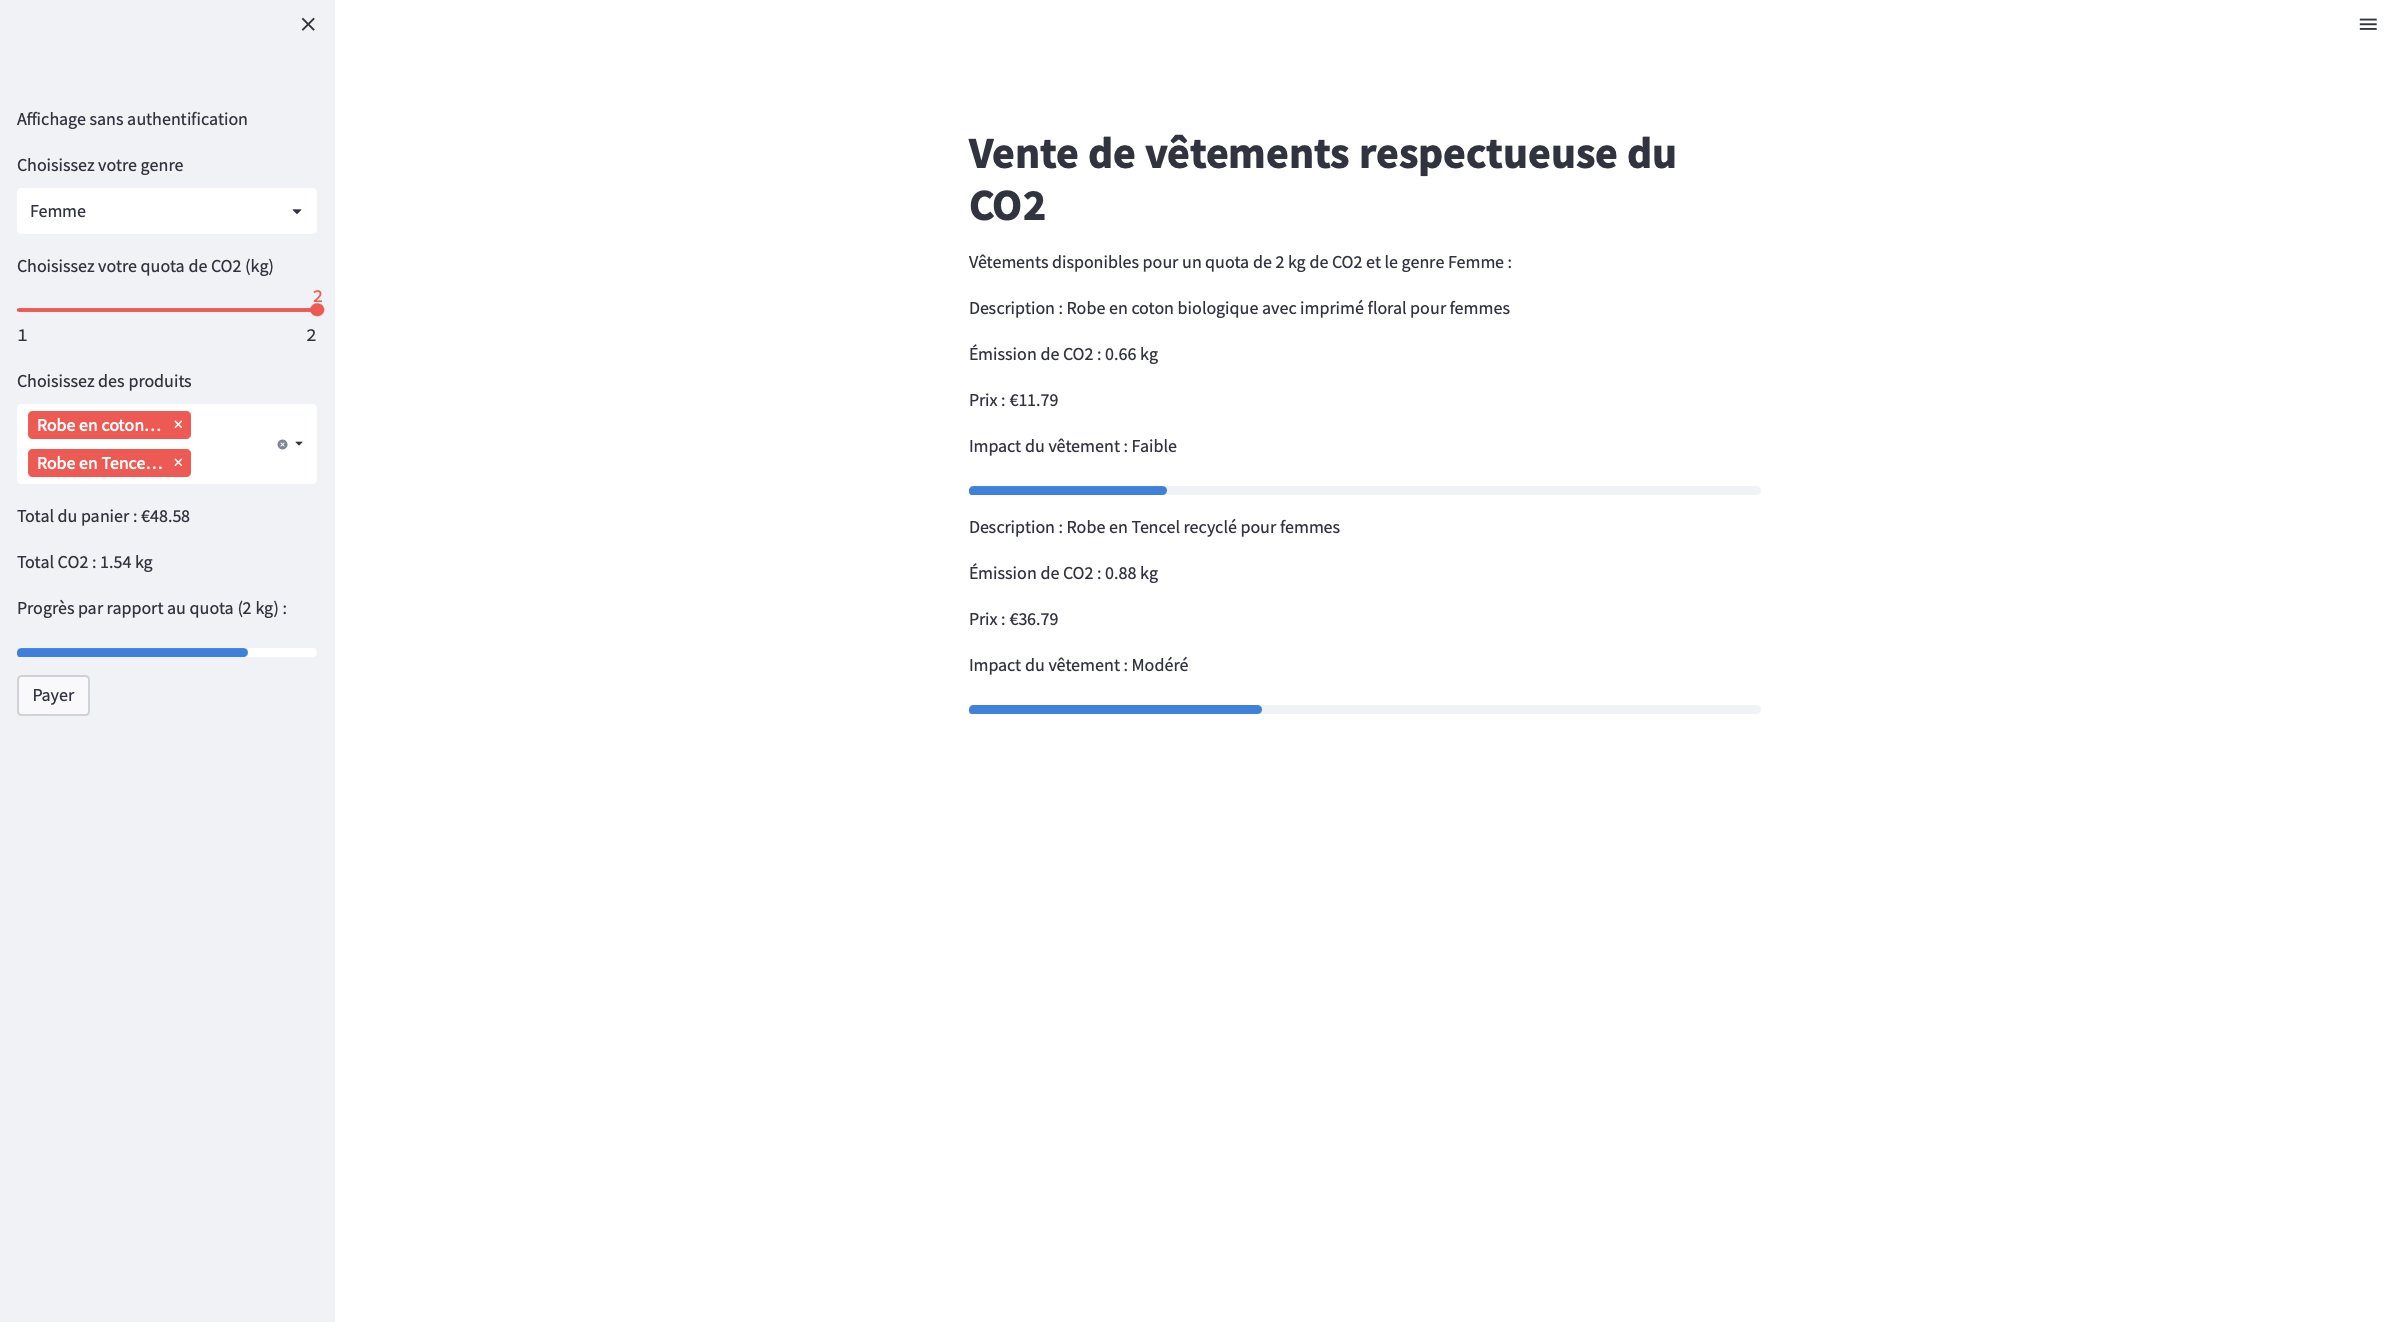 Affichage sans authentification
Choisissez votre genre
Femme
Choisissez votre quota de CO2 (kg)
2
1
2
Choisissez des produits
Robe en coton...
Robe en Tence...
Total du panier : €48.58
Total CO2 : 1.54 kg
Progrès par rapport au quota (2 kg) :
Payer
Vente de vêtements respectueuse du
CO2
Vêtements disponibles pour un quota de 2 kg de CO2 et le genre Femme :
Description : Robe en coton biologique avec imprimé floral pour femmes
Émission de CO2 : 0.66 kg
Prix : €11.79
Impact du vêtement : Faible
Description : Robe en Tencel recyclé pour femmes
Émission de CO2 : 0.88 kg
Prix : €36.79
Impact du vêtement : Modéré